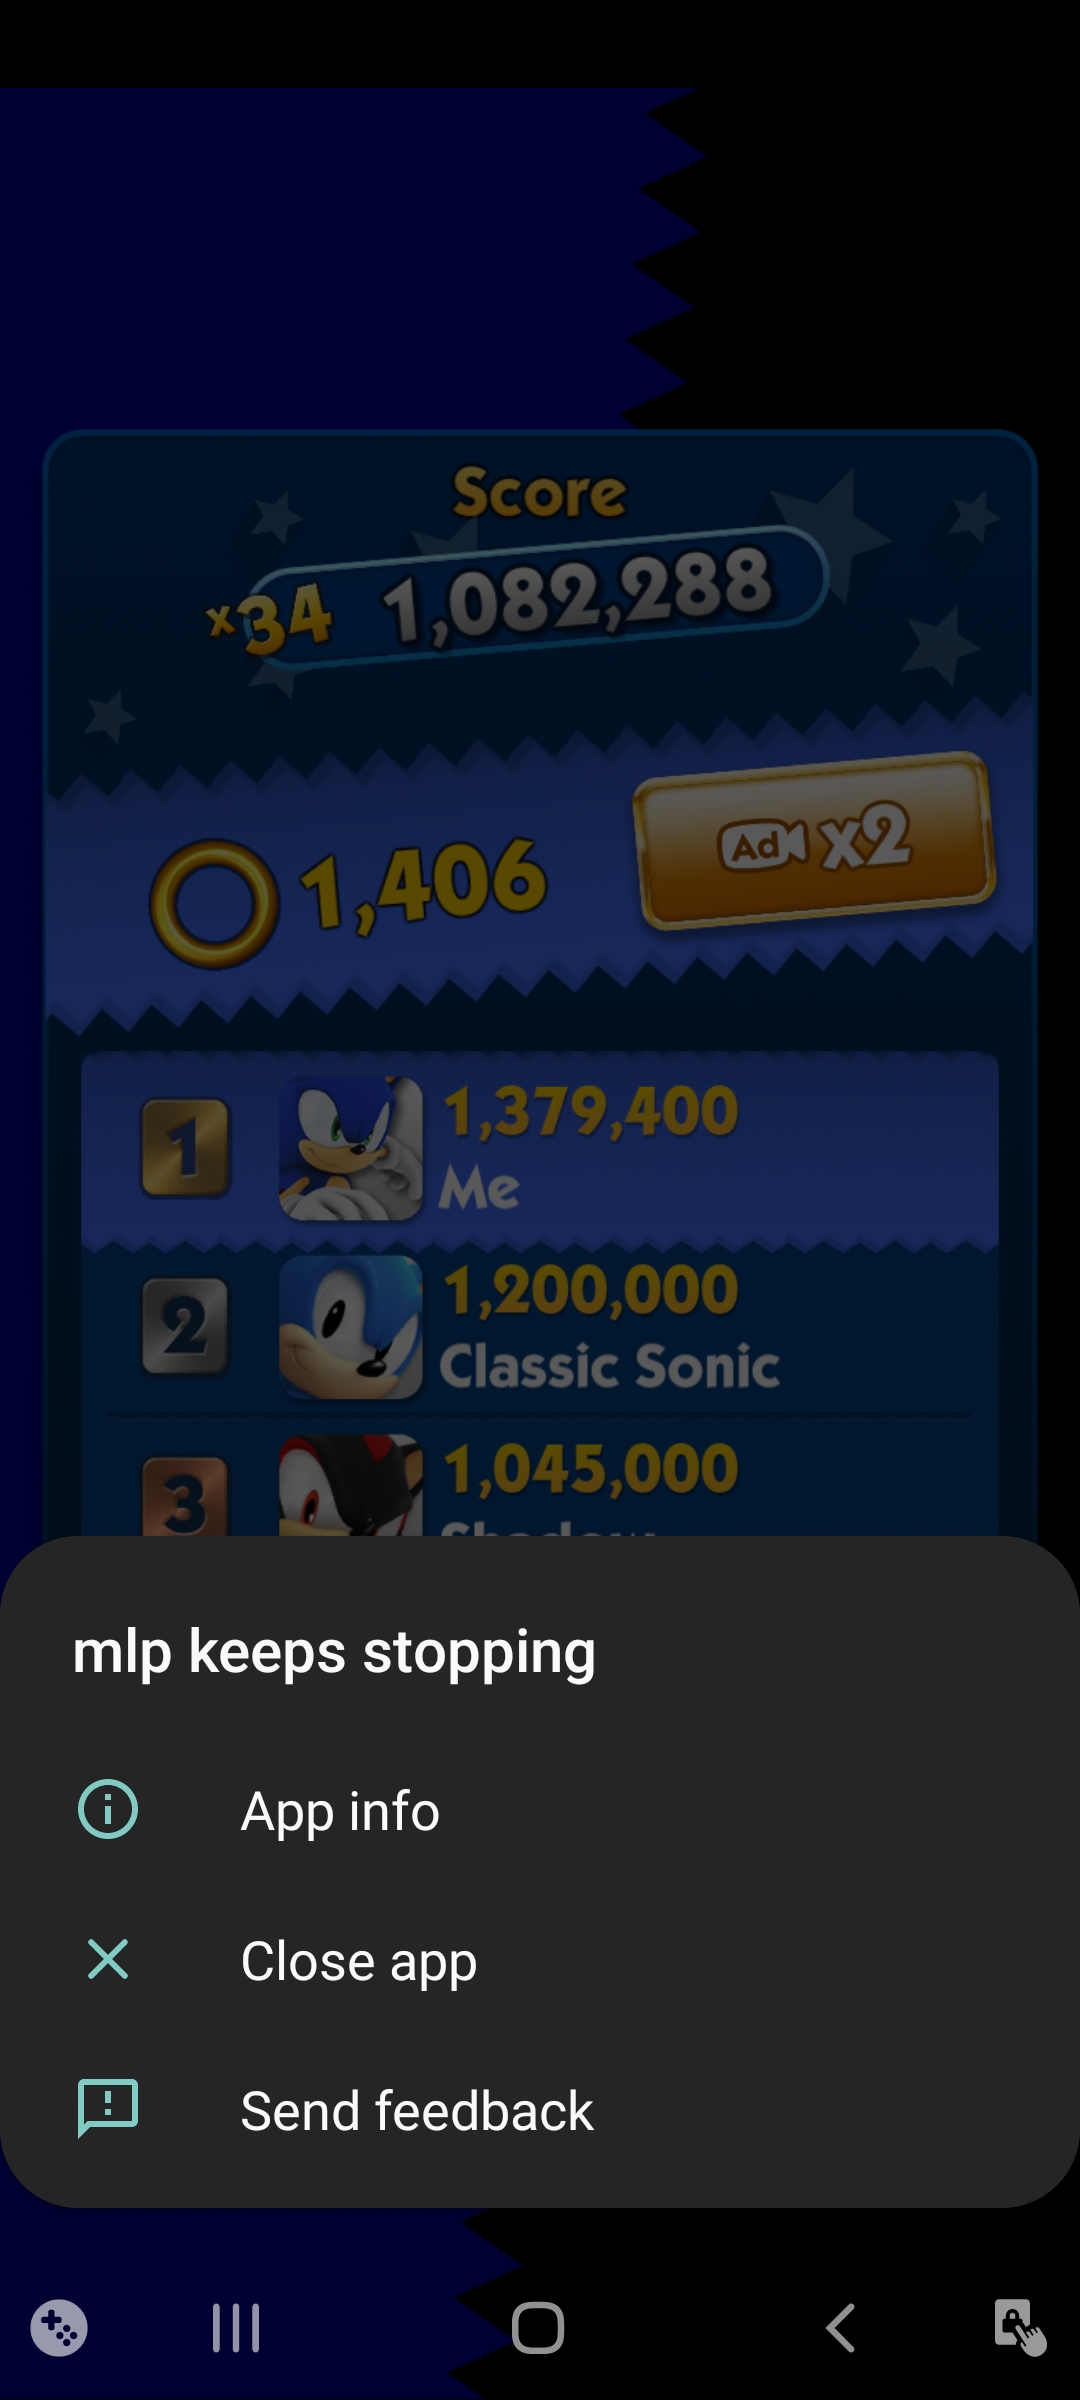 Score
x34 1,082,288
1,406
Ad x2
1 1,379,400
Me
2 1,200,000
Classic Sonic
3 1,045,000
Shadow
mlp keeps stopping
App info
Close app
Send feedback